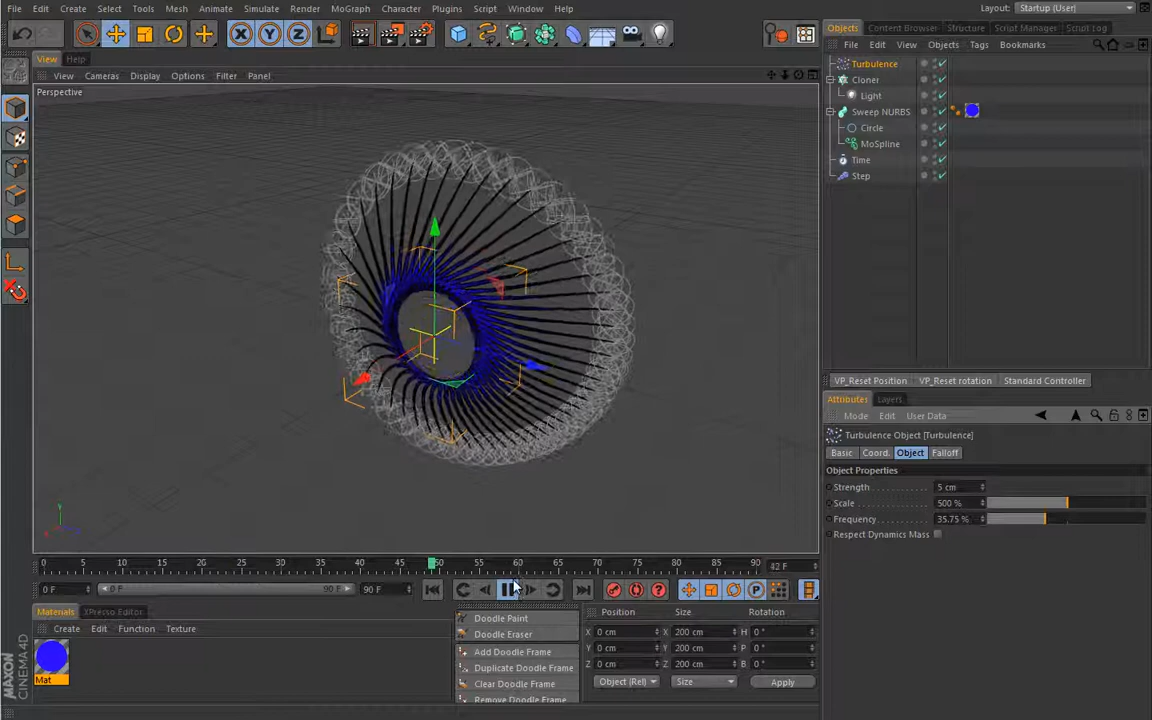 File Edit Create Select Tools Mesh Animate Simulate Render MoGraph Character Plugins Script Window Help Layout: Startup (User)
Objects Content Browser Structure Script Manager Script Log
File Edit View Objects Tags Bookmarks
View Help
View Cameras Display Options Filter Panel
Perspective
Turbulence
Cloner
Light
Sweep NURBS
Circle
MoSpline
Time
Step
VP_Reset Position VP_Reset rotation Standard Controller
Attributes Layers
Mode Edit User Data
Turbulence Object [Turbulence]
Basic Coord. Object Falloff
Object Properties
Strength 5 cm
Scale 500 %
Frequency 35.75 %
Respect Dynamics Mass
0 5 10 15 20 25 30 35 40 45 50 55 60 65 70 75 80 85 90 42 F
0 F 0 F 90 F 90 F
Materials XPresso Editor
Create Edit Function Texture
Mat
MAXON CINEMA 4D
Doodle Paint
Doodle Eraser
Add Doodle Frame
Duplicate Doodle Frame
Clear Doodle Frame
Remove Doodle Frame
Position Size Rotation
X 0 cm X 200 cm H 0 °
Y 0 cm Y 200 cm P 0 °
Z 0 cm Z 200 cm B 0 °
Object (Rel) Size Apply